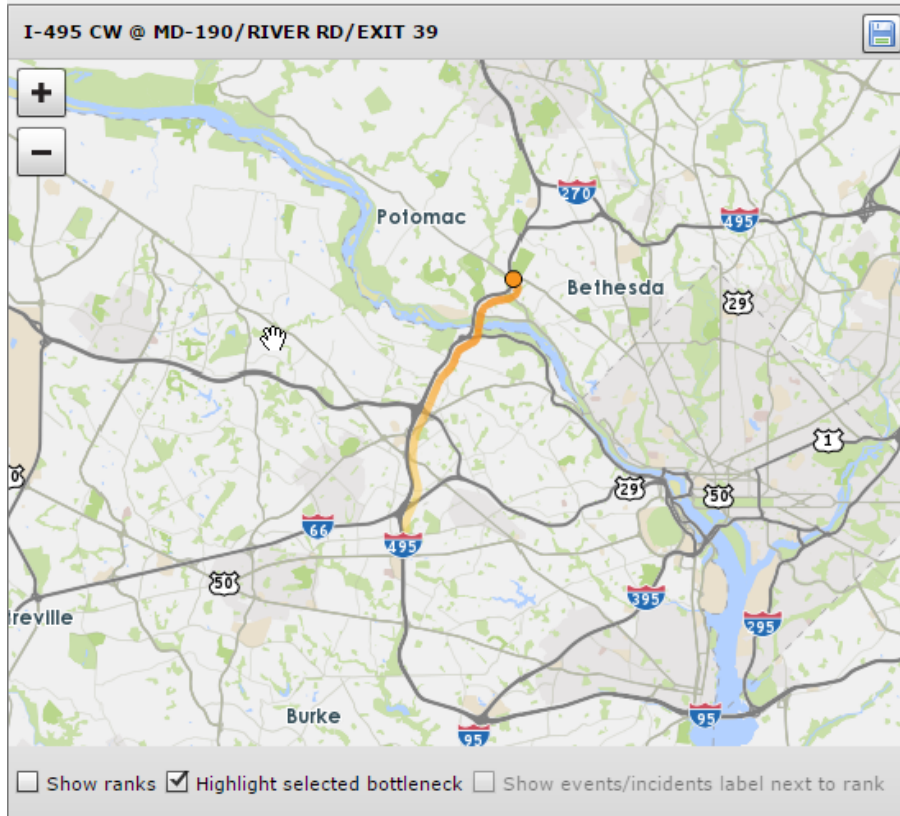 I-495 CW @ MD-190/RIVER RD/EXIT 39
+
−
270
Potomac
495
Bethesda
29
1
0
29
50
66
495
50
395
reville
295
Burke
95
95
Show ranks Highlight selected bottleneck Show events/incidents label next to rank